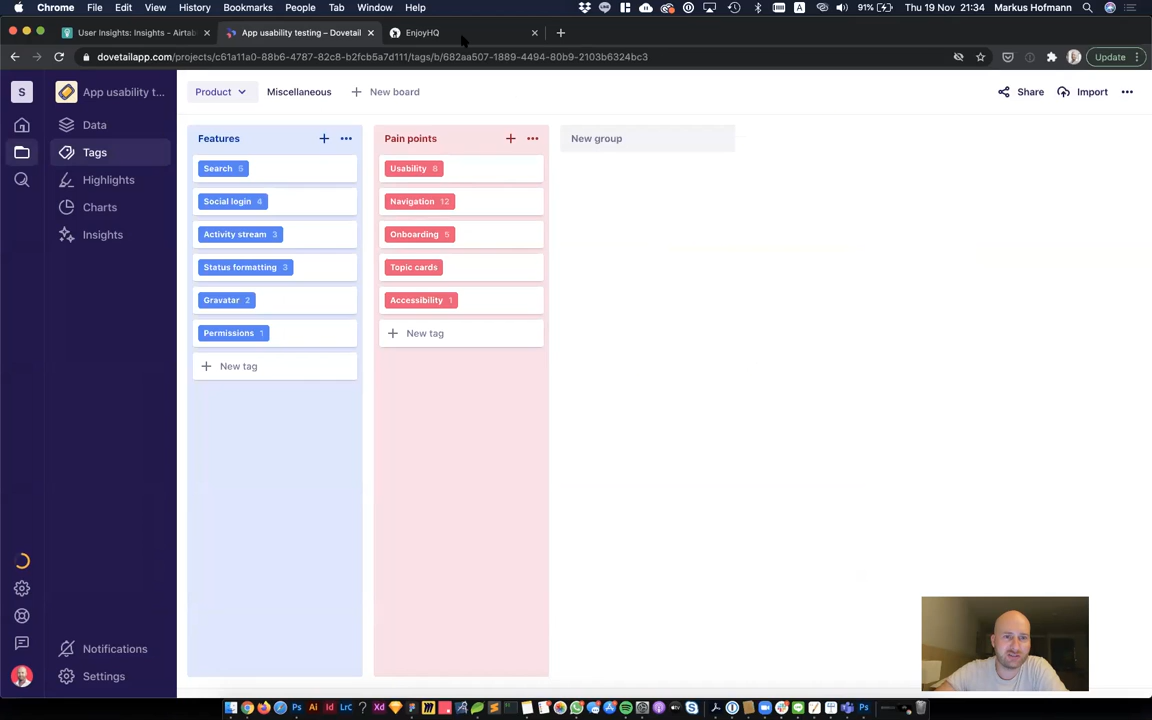 Chrome File Edit View History Bookmarks People Tab Window Help 91% Thu 19 Nov 21:34 Markus Hofmann
User Insights: Insights - Airtab App usability testing – Dovetail EnjoyHQ
dovetailapp.com/projects/c61a11a0-88b6-4787-82c8-b2fcb5a7d111/tags/b/682aa507-1889-4494-80b9-2103b6324bc3 Update
S App usability t... Product Miscellaneous New board Share Import
Data
Tags
Highlights
Charts
Insights
Notifications
Settings
Features
Search 5
Social login 4
Activity stream 3
Status formatting 3
Gravatar 2
Permissions 1
New tag
Pain points
Usability 8
Navigation 12
Onboarding 5
Topic cards
Accessibility 1
New tag
New group